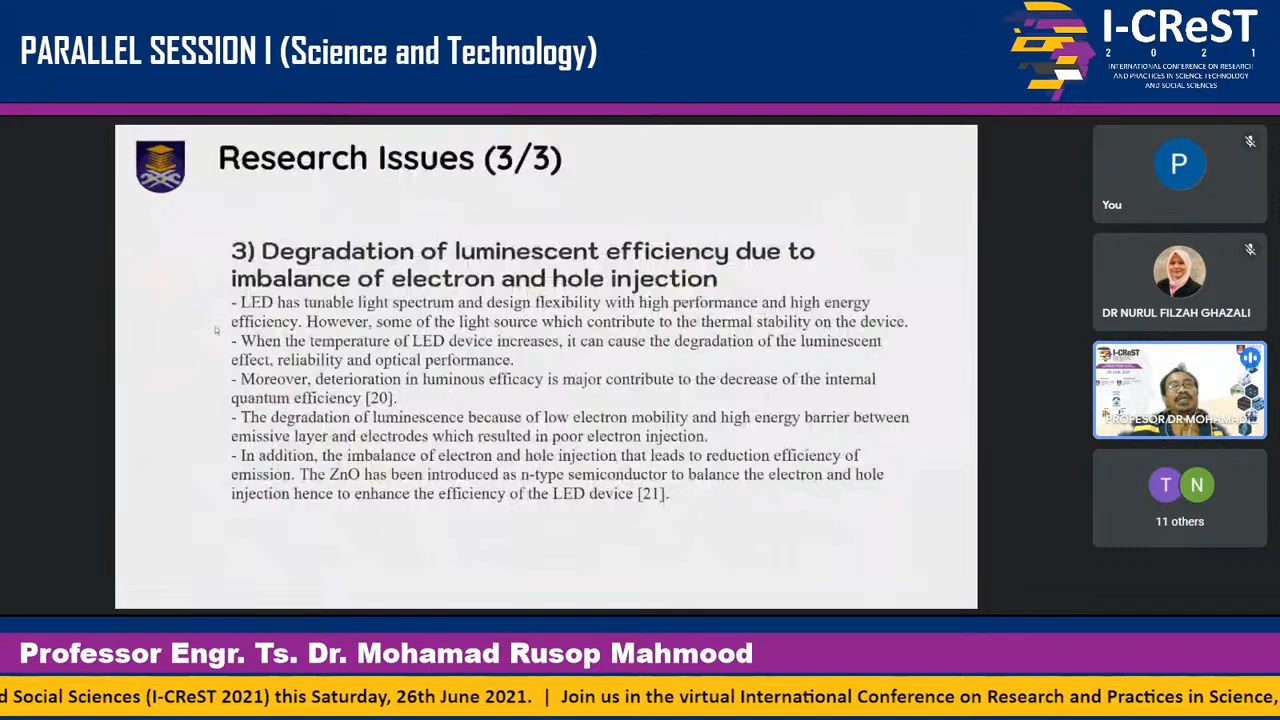 PARALLEL SESSION I (Science and Technology)
I-CReST
2 0 2 1
INTERNATIONAL CONFERENCE ON RESEARCH
AND PRACTICES IN SCIENCE TECHNOLOGY
AND SOCIAL SCIENCES
Research Issues (3/3)
3) Degradation of luminescent efficiency due to
imbalance of electron and hole injection
- LED has tunable light spectrum and design flexibility with high performance and high energy
efficiency. However, some of the light source which contribute to the thermal stability on the device.
- When the temperature of LED device increases, it can cause the degradation of the luminescent
effect, reliability and optical performance.
- Moreover, deterioration in luminous efficacy is major contribute to the decrease of the internal
quantum efficiency [20].
- The degradation of luminescence because of low electron mobility and high energy barrier between
emissive layer and electrodes which resulted in poor electron injection.
- In addition, the imbalance of electron and hole injection that leads to reduction efficiency of
emission. The ZnO has been introduced as n-type semiconductor to balance the electron and hole
injection hence to enhance the efficiency of the LED device [21].
P
You
DR NURUL FILZAH GHAZALI
I-CReST
PROFESOR DR MOHAMAD
T N
11 others
Professor Engr. Ts. Dr. Mohamad Rusop Mahmood
d Social Sciences (I-CReST 2021) this Saturday, 26th June 2021. | Join us in the virtual International Conference on Research and Practices in Science,